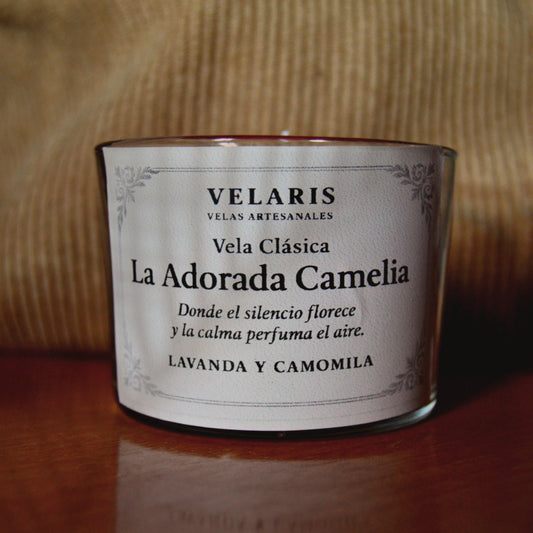 VELARIS
VELAS ARTESANALES
Vela Clásica
La Adorada Camelia
Donde el silencio florece
y la calma perfuma el aire.
LAVANDA Y CAMOMILA